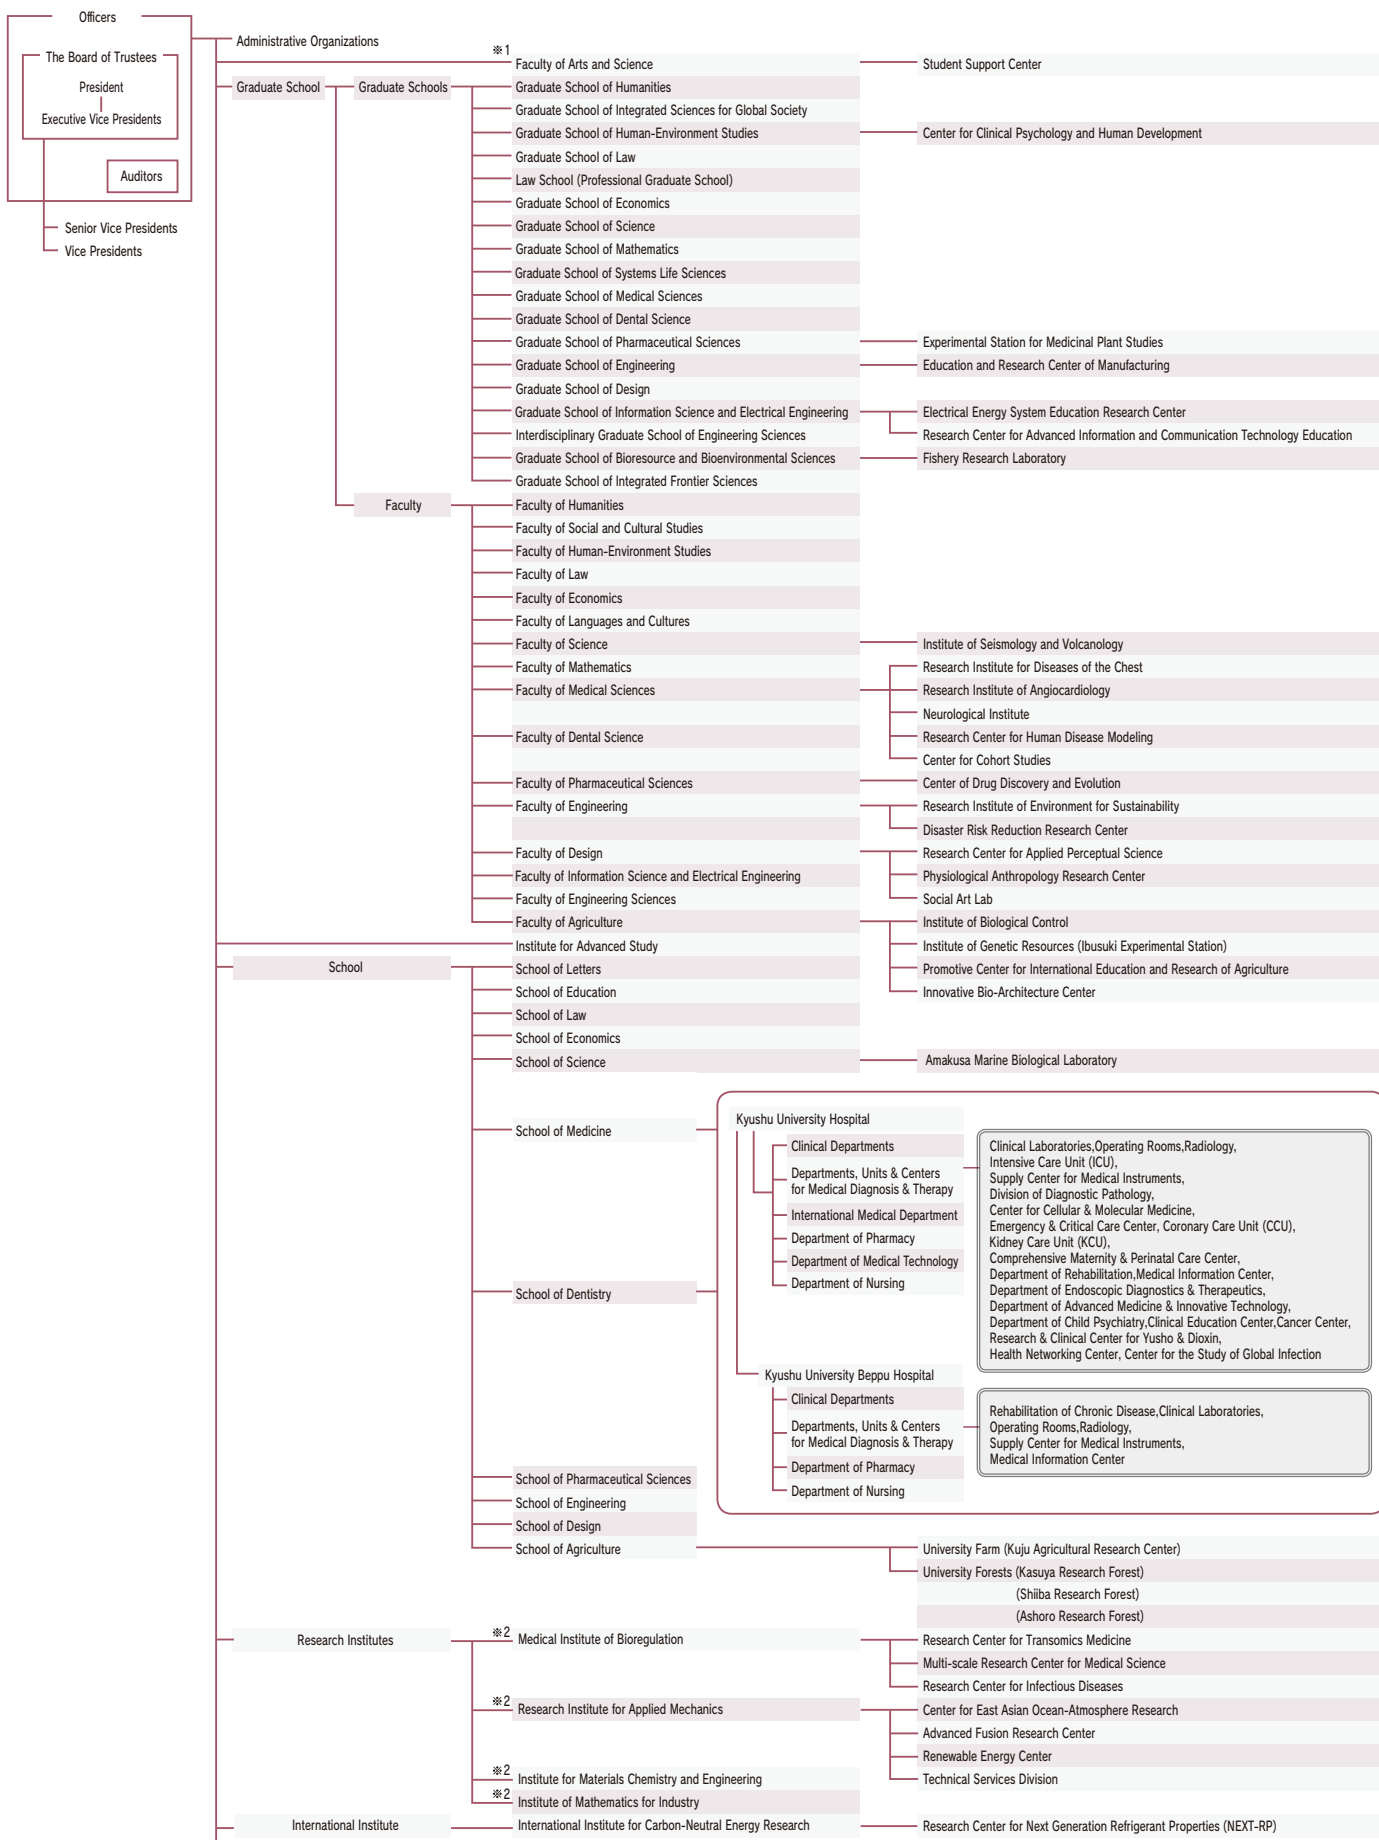 Officers
The Board of Trustees
President
Executive Vice Presidents
Auditors
Senior Vice Presidents
Vice Presidents
Administrative Organizations
※1
Faculty of Arts and Science
Student Support Center
Graduate School
Graduate Schools
Graduate School of Humanities
Graduate School of Integrated Sciences for Global Society
Graduate School of Human-Environment Studies
Center for Clinical Psychology and Human Development
Graduate School of Law
Law School (Professional Graduate School)
Graduate School of Economics
Graduate School of Science
Graduate School of Mathematics
Graduate School of Systems Life Sciences
Graduate School of Medical Sciences
Graduate School of Dental Science
Graduate School of Pharmaceutical Sciences
Experimental Station for Medicinal Plant Studies
Graduate School of Engineering
Education and Research Center of Manufacturing
Graduate School of Design
Graduate School of Information Science and Electrical Engineering
Electrical Energy System Education Research Center
Interdisciplinary Graduate School of Engineering Sciences
Research Center for Advanced Information and Communication Technology Education
Graduate School of Bioresource and Bioenvironmental Sciences
Fishery Research Laboratory
Graduate School of Integrated Frontier Sciences
Faculty
Faculty of Humanities
Faculty of Social and Cultural Studies
Faculty of Human-Environment Studies
Faculty of Law
Faculty of Economics
Faculty of Languages and Cultures
Faculty of Science
Institute of Seismology and Volcanology
Faculty of Mathematics
Research Institute for Diseases of the Chest
Faculty of Medical Sciences
Research Institute of Angiocardiology
Neurological Institute
Faculty of Dental Science
Research Center for Human Disease Modeling
Center for Cohort Studies
Faculty of Pharmaceutical Sciences
Center of Drug Discovery and Evolution
Faculty of Engineering
Research Institute of Environment for Sustainability
Disaster Risk Reduction Research Center
Faculty of Design
Research Center for Applied Perceptual Science
Faculty of Information Science and Electrical Engineering
Physiological Anthropology Research Center
Faculty of Engineering Sciences
Social Art Lab
Faculty of Agriculture
Institute of Biological Control
Institute for Advanced Study
Institute of Genetic Resources (Ibusuki Experimental Station)
School
School of Letters
Promotive Center for International Education and Research of Agriculture
School of Education
Innovative Bio-Architecture Center
School of Law
School of Economics
School of Science
Amakusa Marine Biological Laboratory
School of Medicine
Kyushu University Hospital
Clinical Departments
Departments, Units & Centers
for Medical Diagnosis & Therapy
International Medical Department
Department of Pharmacy
Department of Medical Technology
Department of Nursing
Clinical Laboratories,Operating Rooms,Radiology,
Intensive Care Unit (ICU),
Supply Center for Medical Instruments,
Division of Diagnostic Pathology,
Center for Cellular & Molecular Medicine,
Emergency & Critical Care Center, Coronary Care Unit (CCU),
Kidney Care Unit (KCU),
Comprehensive Maternity & Perinatal Care Center,
Department of Rehabilitation,Medical Information Center,
Department of Endoscopic Diagnostics & Therapeutics,
Department of Advanced Medicine & Innovative Technology,
Department of Child Psychiatry,Clinical Education Center,Cancer Center,
Research & Clinical Center for Yusho & Dioxin,
Health Networking Center, Center for the Study of Global Infection
School of Dentistry
Kyushu University Beppu Hospital
Clinical Departments
Departments, Units & Centers
for Medical Diagnosis & Therapy
Department of Pharmacy
Department of Nursing
Rehabilitation of Chronic Disease,Clinical Laboratories,
Operating Rooms,Radiology,
Supply Center for Medical Instruments,
Medical Information Center
School of Pharmaceutical Sciences
School of Engineering
School of Design
School of Agriculture
University Farm (Kuju Agricultural Research Center)
University Forests (Kasuya Research Forest)
(Shiiba Research Forest)
(Ashoro Research Forest)
Research Institutes
※2
Medical Institute of Bioregulation
Research Center for Transomics Medicine
Multi-scale Research Center for Medical Science
Research Center for Infectious Diseases
※2
Research Institute for Applied Mechanics
Center for East Asian Ocean-Atmosphere Research
Advanced Fusion Research Center
Renewable Energy Center
Technical Services Division
※2
Institute for Materials Chemistry and Engineering
※2
Institute of Mathematics for Industry
International Institute
International Institute for Carbon-Neutral Energy Research
Research Center for Next Generation Refrigerant Properties (NEXT-RP)